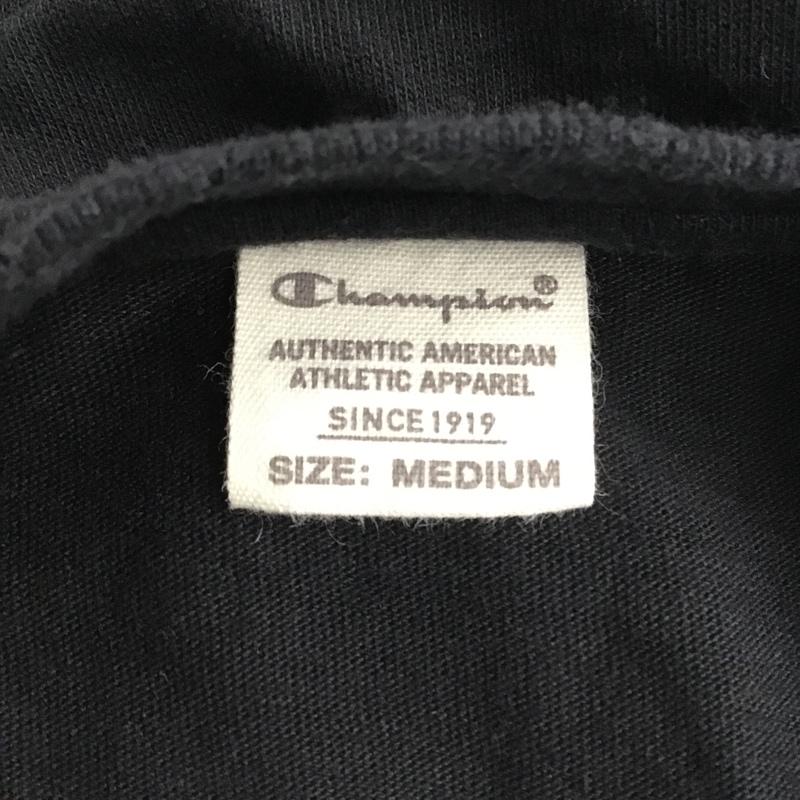 Champion®
AUTHENTIC AMERICAN
ATHLETIC APPAREL
SINCE 1919
SIZE: MEDIUM